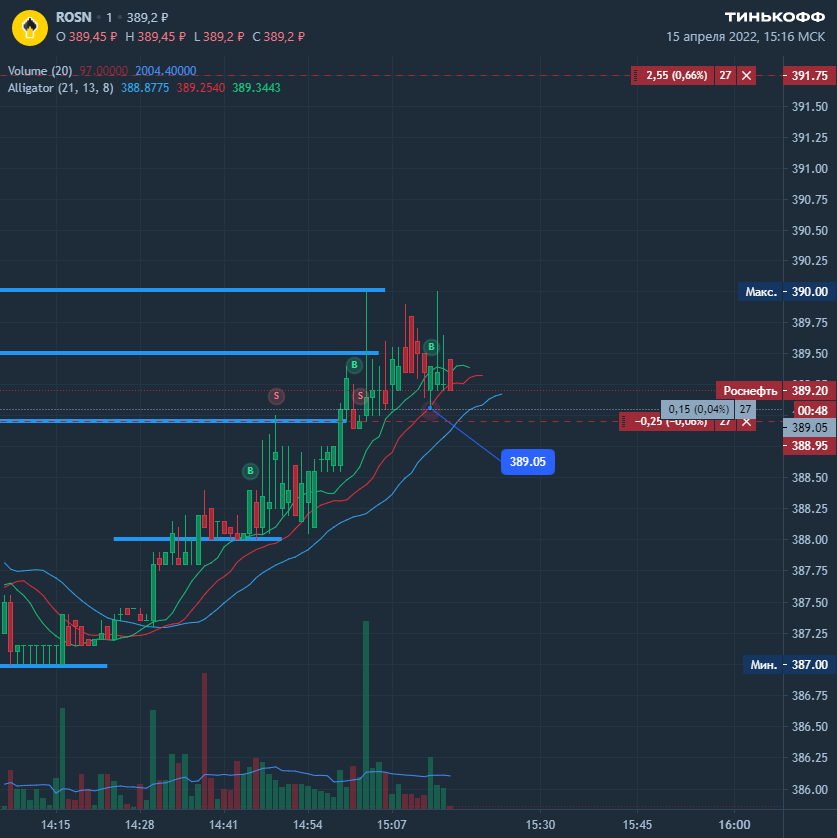 ROSN · 1 · 389,2 ₽
ТИНЬКОФФ
O 389,45 ₽ H 389,45 ₽ L 389,2 ₽ C 389,2 ₽
15 апреля 2022, 15:16 МСК
Volume (20) 97.00000 2004.40000
2,55 (0,66%) 27 391.75
Alligator (21, 13, 8) 388.8775 389.2540 389.3443
391.50
391.25
391.00
390.75
390.50
390.25
Макс. 390.00
389.75
B
389.50
B
S
S
Роснефть 389.20
0,15 (0,04%) 27 00:48
−0,25 (−0,06%) 27 389.05
388.95
389.05
B
388.50
388.25
388.00
387.75
387.50
387.25
Мин. 387.00
386.75
386.50
386.25
386.00
14:15 14:28 14:41 14:54 15:07 15:30 15:45 16:00